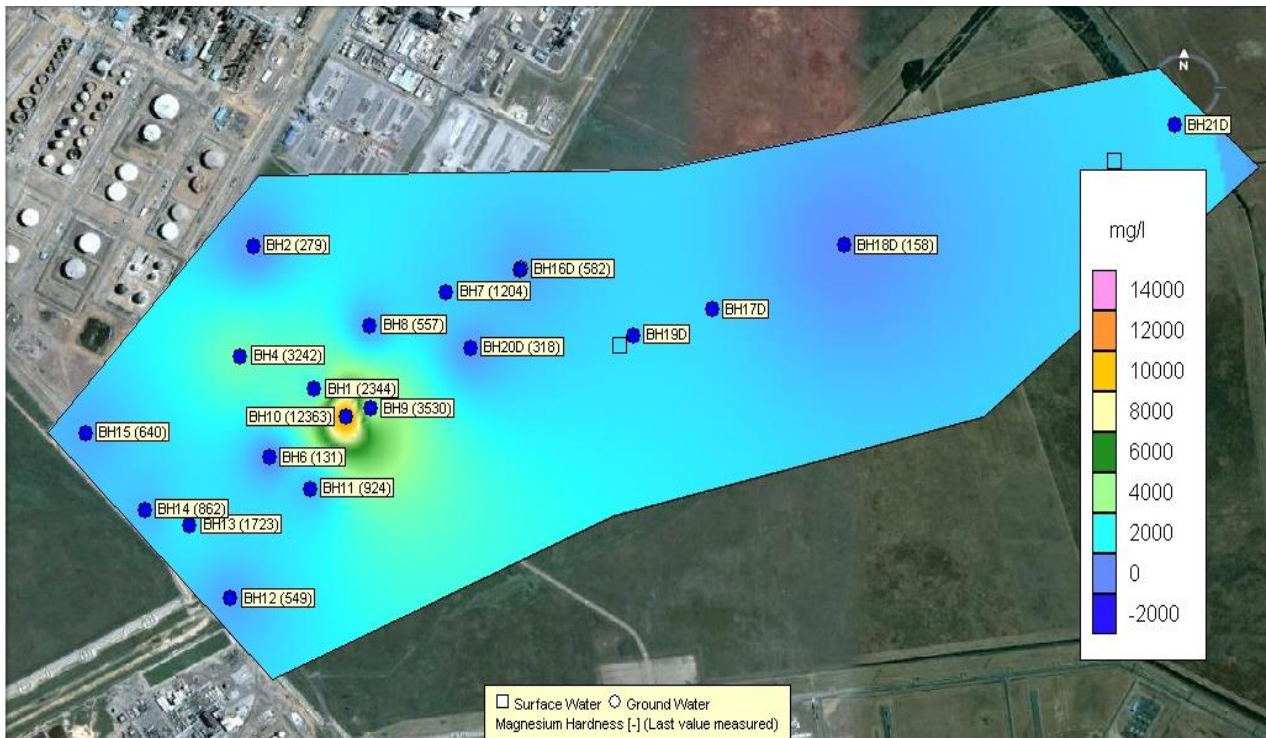 N
BH21D
mg/l
BH2 (279)
BH18D (158)
BH16D (582)
BH7 (1204)
14000
BH17D
BH8 (557)
12000
BH19D
BH20D (318)
BH4 (3242)
10000
BH1 (2344)
BH9 (3530)
BH10 (12363)
8000
BH15 (640)
6000
BH6 (131)
BH11 (924)
4000
BH14 (862)
BH13 (1723)
2000
0
BH12 (549)
-2000
Surface Water Ground Water
Magnesium Hardness [-] (Last value measured)